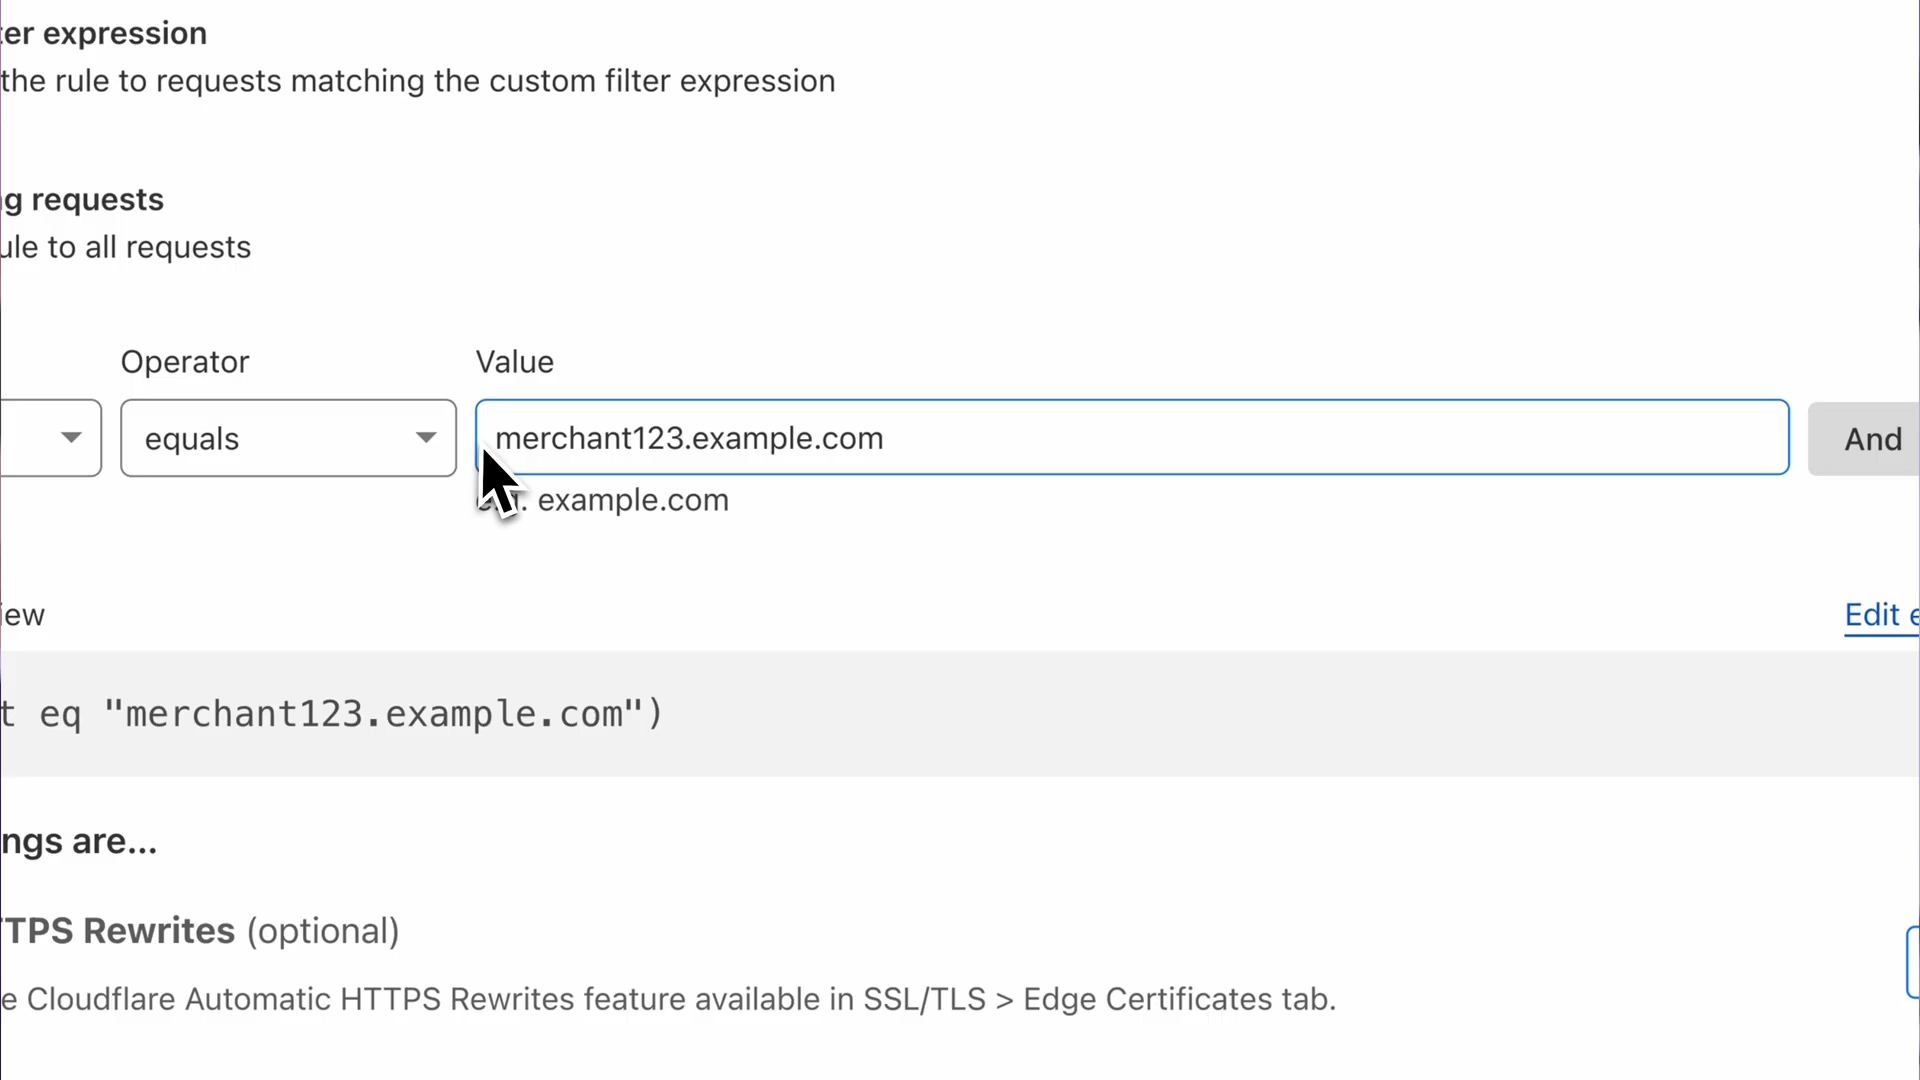 er expression
the rule to requests matching the custom filter expression
g requests
ule to all requests
Operator
Value
equals
merchant123.example.com
And
example.com
iew
Edit e
t eq "merchant123.example.com")
ngs are...
TPS Rewrites (optional)
e Cloudflare Automatic HTTPS Rewrites feature available in SSL/TLS > Edge Certificates tab.